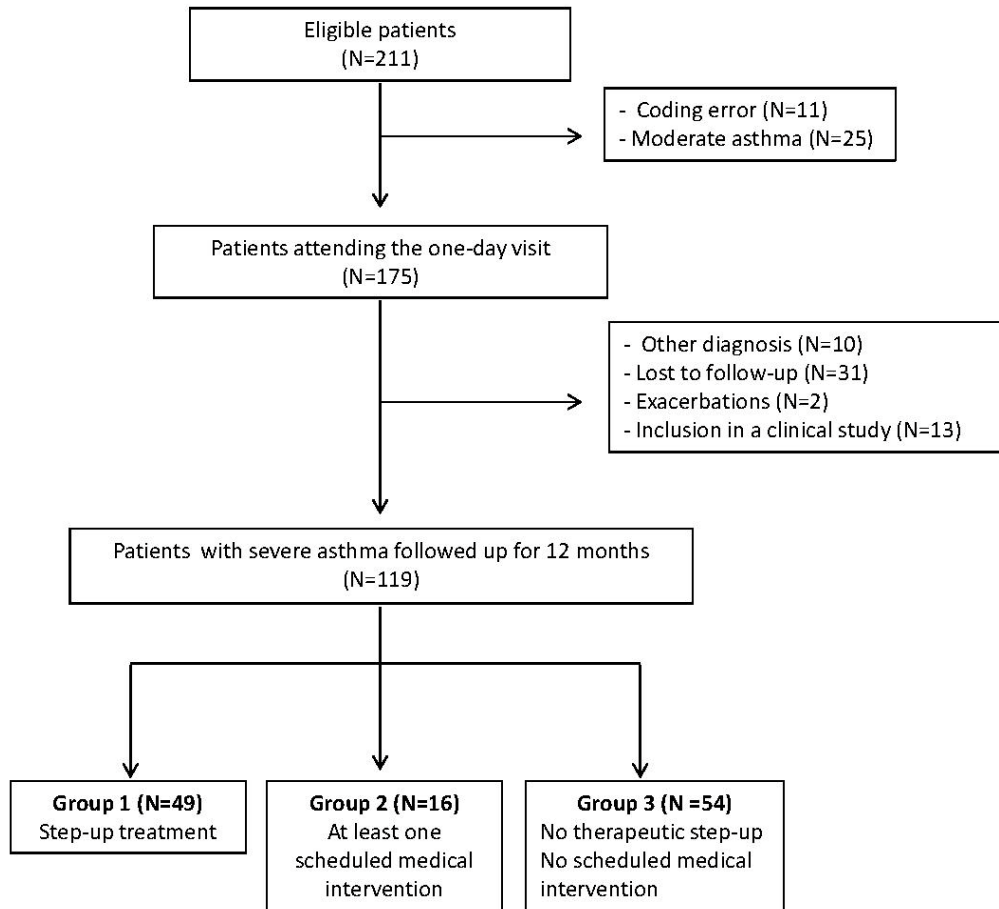 Eligible patients
(N=211)
- Coding error (N=11)
- Moderate asthma (N=25)
Patients attending the one-day visit
(N=175)
- Other diagnosis (N=10)
- Lost to follow-up (N=31)
- Exacerbations (N=2)
- Inclusion in a clinical study (N=13)
Patients with severe asthma followed up for 12 months
(N=119)
Group 1 (N=49)
Step-up treatment
Group 2 (N=16)
At least one
scheduled medical
intervention
Group 3 (N =54)
No therapeutic step-up
No scheduled medical
intervention